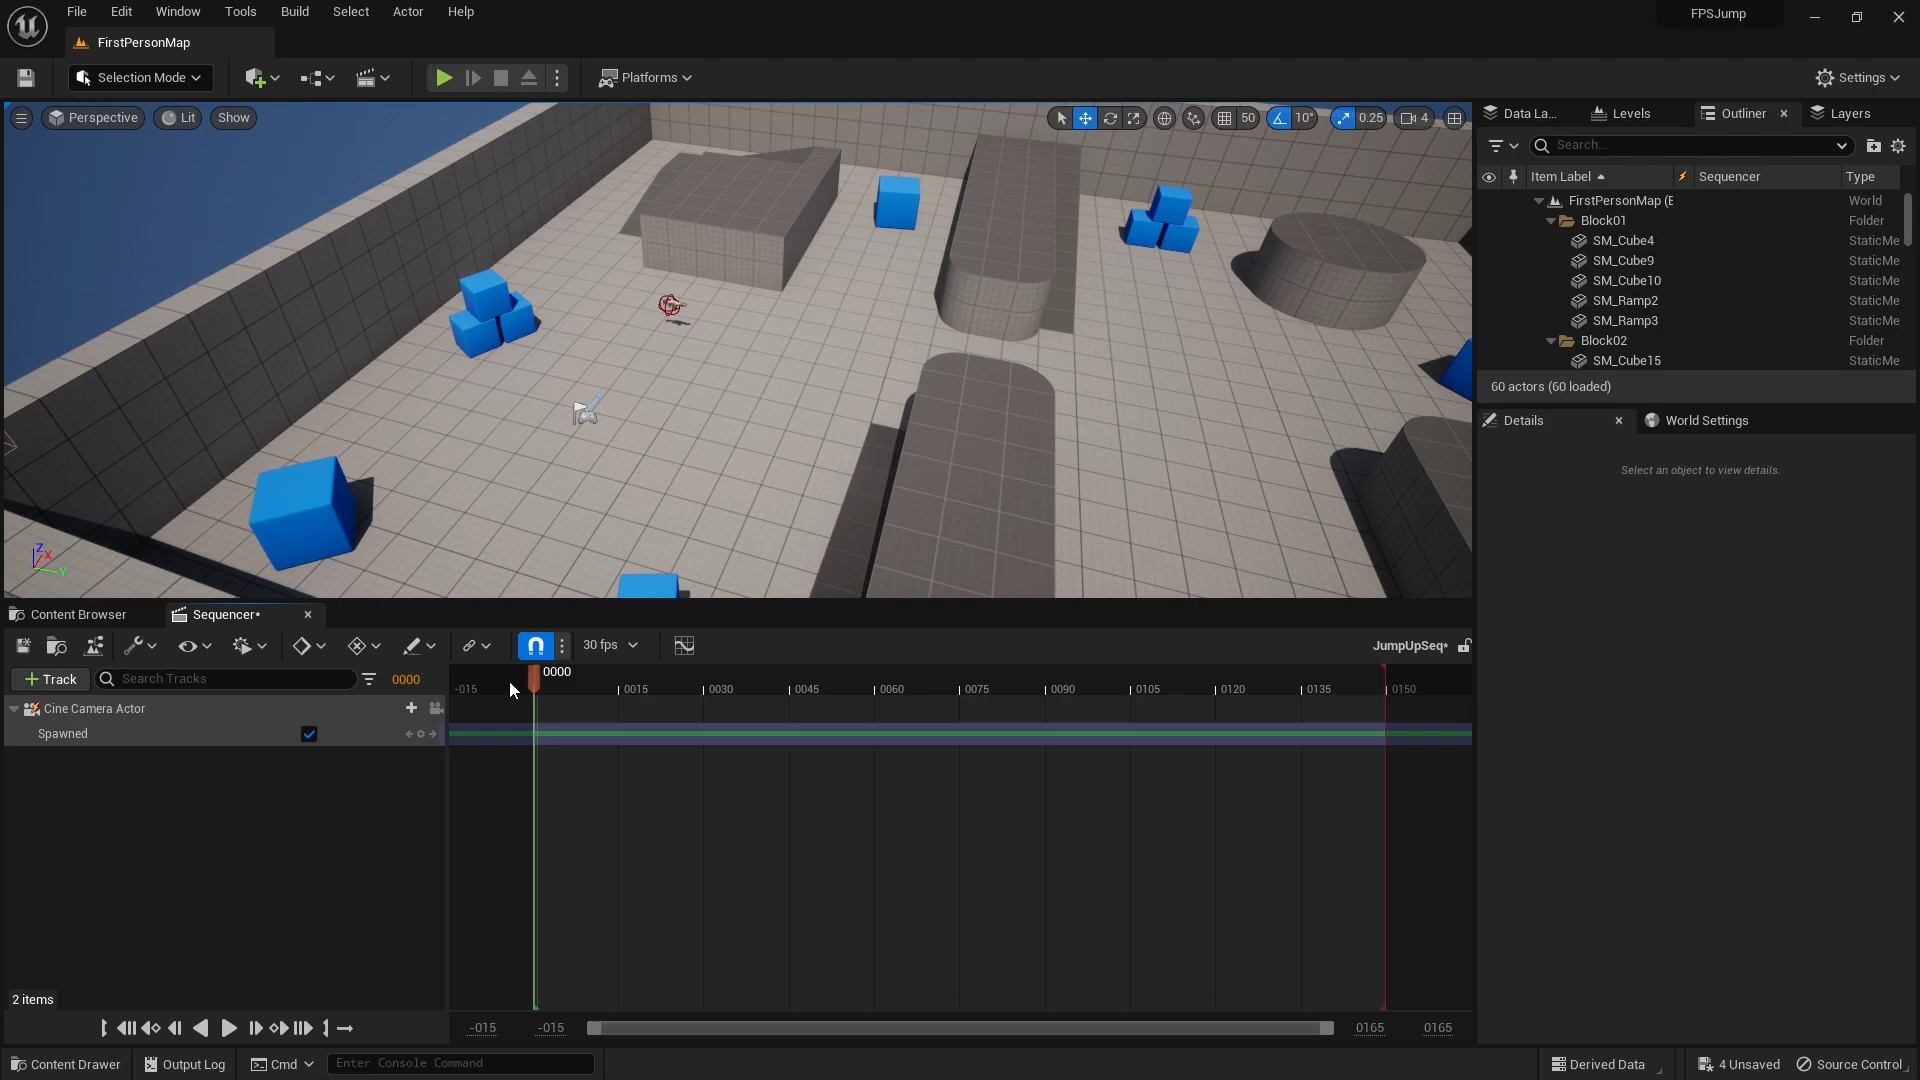 File Edit Window Tools Build Select Actor Help
FPSJump
FirstPersonMap
Selection Mode
Platforms
Settings
Perspective Lit Show
50 10° 0.25 4
Data La... Levels Outliner Layers
Search...
Item Label Sequencer Type
FirstPersonMap (E World
Block01 Folder
SM_Cube4 StaticMe
SM_Cube9 StaticMe
SM_Cube10 StaticMe
SM_Ramp2 StaticMe
SM_Ramp3 StaticMe
Block02 Folder
SM_Cube15 StaticMe
60 actors (60 loaded)
Details World Settings
Select an object to view details.
Z X Y
Content Browser Sequencer*
30 fps
JumpUpSeq*
+ Track Search Tracks 0000
0000
-015 0015 0030 0045 0060 0075 0090 0105 0120 0135 0150
Cine Camera Actor
Spawned
2 items
-015 -015 0165 0165
Content Drawer Output Log Cmd Enter Console Command
Derived Data 4 Unsaved Source Control